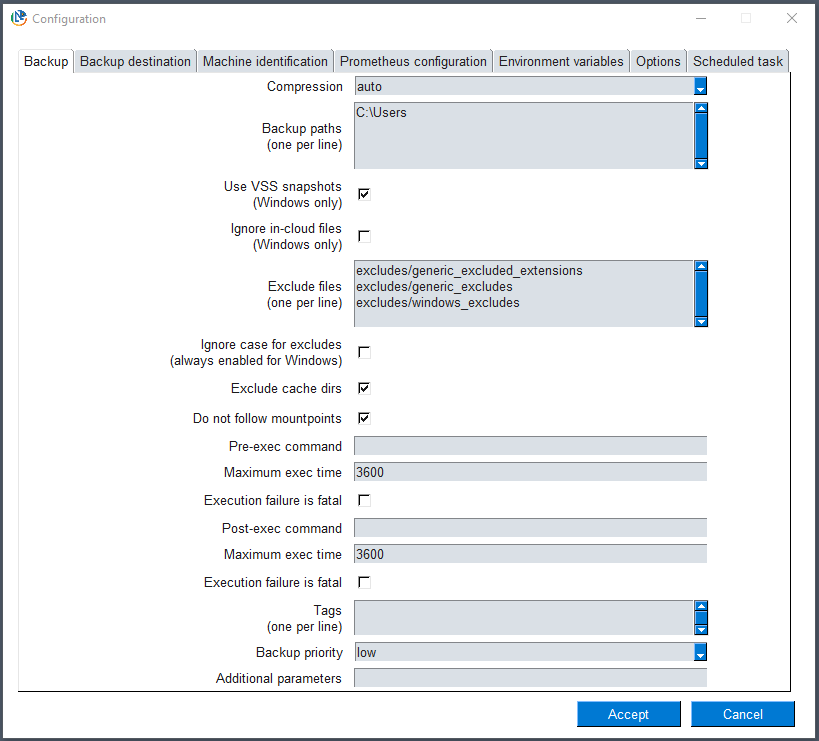 Configuration
Backup
Backup destination
Machine identification
Prometheus configuration
Environment variables
Options
Scheduled task
Compression
auto
Backup paths
(one per line)
C:\Users
Use VSS snapshots
(Windows only)
Ignore in-cloud files
(Windows only)
Exclude files
(one per line)
excludes/generic_excluded_extensions
excludes/generic_excludes
excludes/windows_excludes
Ignore case for excludes
(always enabled for Windows)
Exclude cache dirs
Do not follow mountpoints
Pre-exec command
Maximum exec time
3600
Execution failure is fatal
Post-exec command
Maximum exec time
3600
Execution failure is fatal
Tags
(one per line)
Backup priority
low
Additional parameters
Accept
Cancel